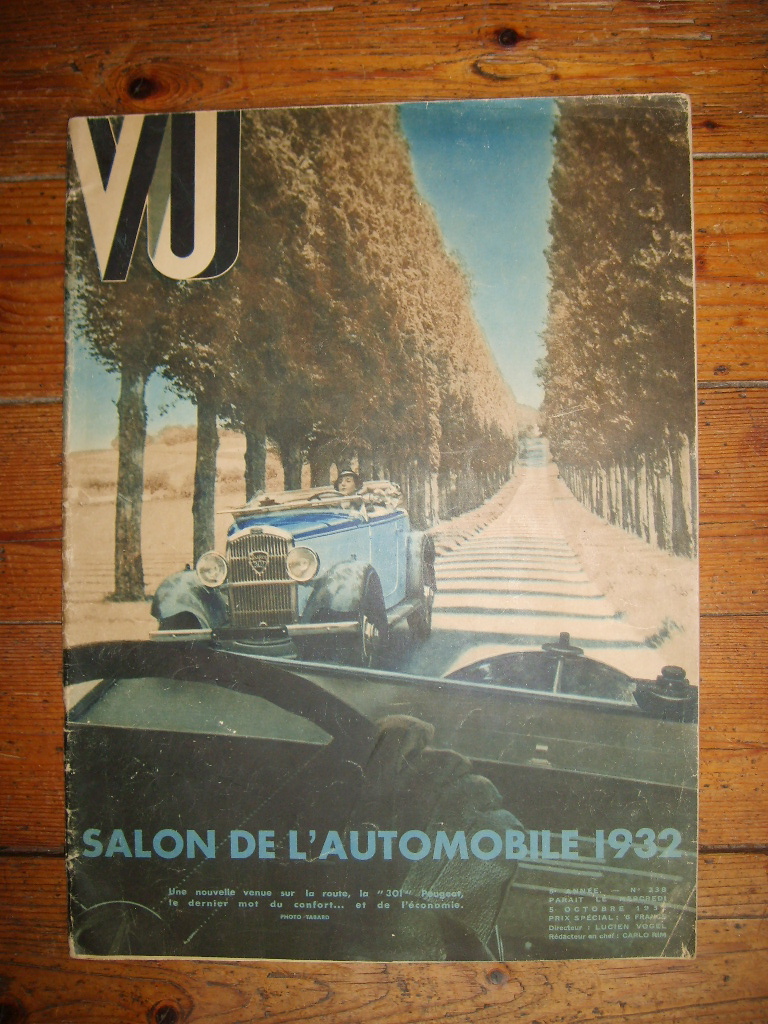 VU
SALON DE L'AUTOMOBILE 1932
Une nouvelle venue sur la route, la "301" Peugeot,
le dernier mot du confort... et de l'économie.
PHOTO TABARD
5e ANNÉE. — N° 238
PARAIT LE MERCREDI
5 OCTOBRE 1932
PRIX SPÉCIAL : 6 FRANCS
Directeur : LUCIEN VOGEL
Rédacteur en chef : CARLO RIM